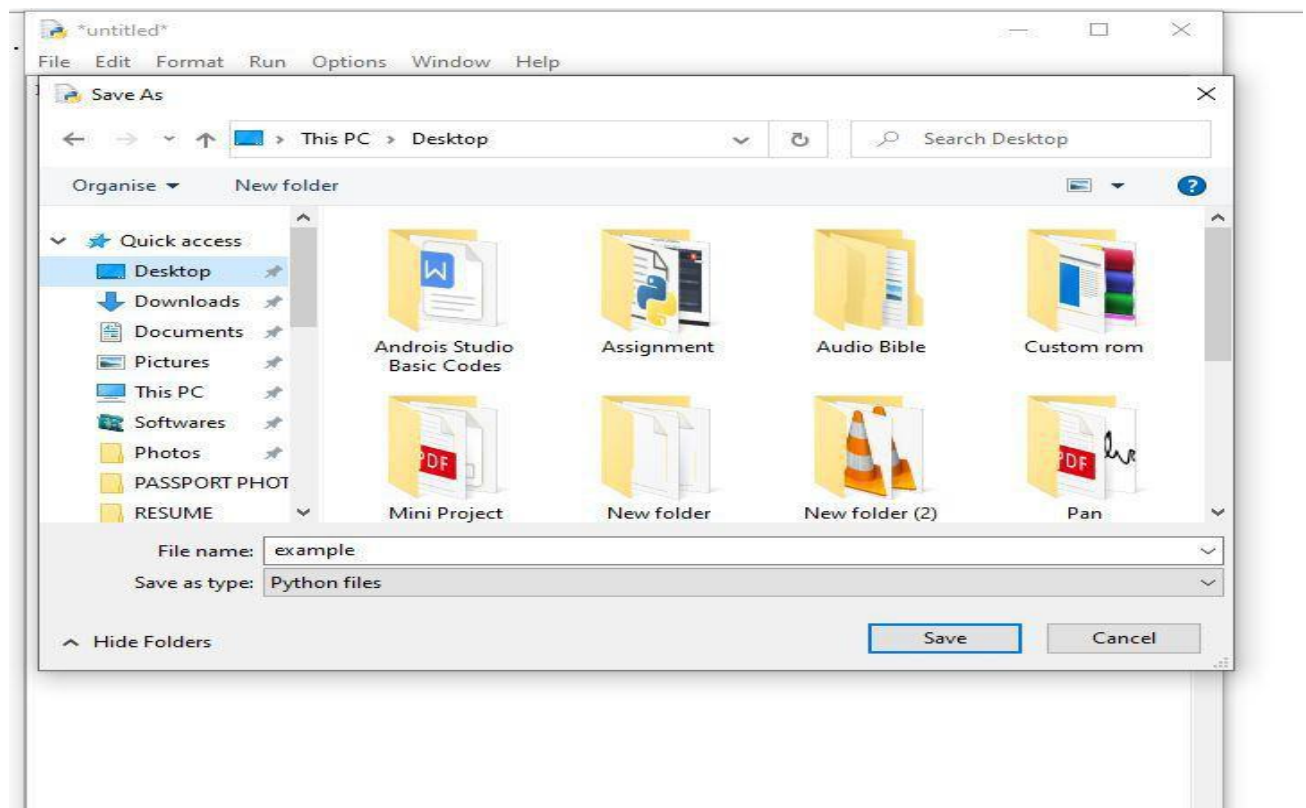 *untitled*
File Edit Format Run Options Window Help
Save As
This PC > Desktop
Search Desktop
Organise New folder
Quick access
Desktop
Downloads
Documents
Pictures
This PC
Softwares
Photos
PASSPORT PHOT
RESUME
Androis Studio
Basic Codes
Assignment
Audio Bible
Custom rom
Mini Project
New folder
New folder (2)
Pan
File name: example
Save as type: Python files
Hide Folders
Save
Cancel